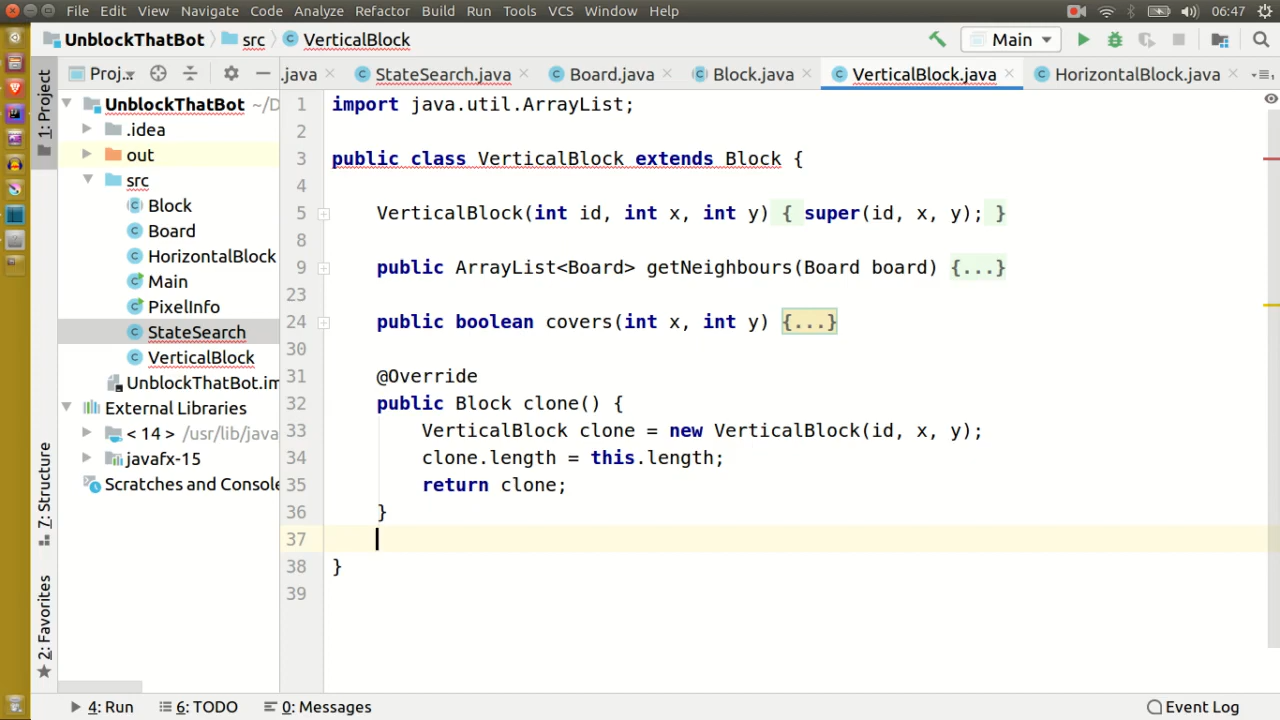 File Edit View Navigate Code Analyze Refactor Build Run Tools VCS Window Help 06:47
UnblockThatBot src VerticalBlock Main
1: Project
Proj.. .java StateSearch.java Board.java Block.java VerticalBlock.java HorizontalBlock.java
UnblockThatBot ~/D
.idea
out
src
Block
Board
HorizontalBlock
Main
PixelInfo
StateSearch
VerticalBlock
UnblockThatBot.im
External Libraries
< 14 > /usr/lib/java
javafx-15
Scratches and Console
7: Structure
2: Favorites
1 import java.util.ArrayList;
2
3 public class VerticalBlock extends Block {
4
5 VerticalBlock(int id, int x, int y) { super(id, x, y); }
8
9 public ArrayList<Board> getNeighbours(Board board) {...}
23
24 public boolean covers(int x, int y) {...}
30
31 @Override
32 public Block clone() {
33 VerticalBlock clone = new VerticalBlock(id, x, y);
34 clone.length = this.length;
35 return clone;
36 }
37
38 }
39
4: Run 6: TODO 0: Messages Event Log